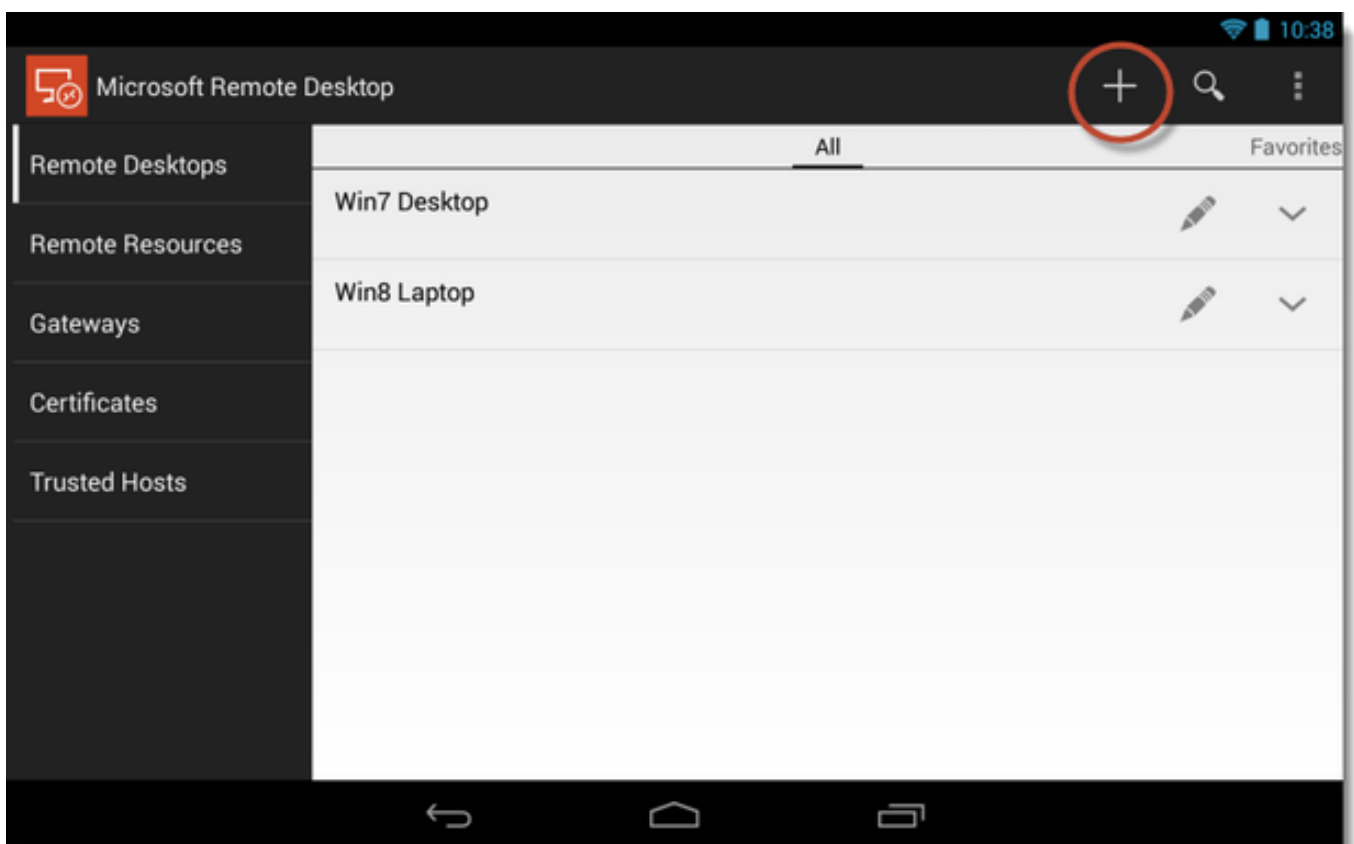 10:38
Microsoft Remote Desktop
Remote Desktops
Remote Resources
Gateways
Certificates
Trusted Hosts
All
Favorites
Win7 Desktop
Win8 Laptop